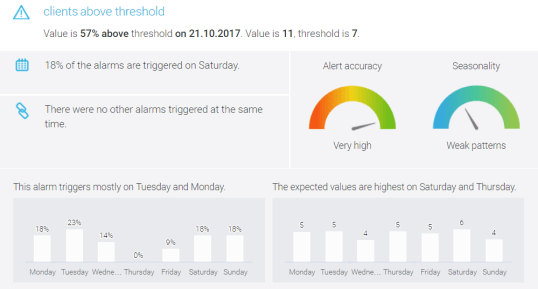 clients above threshold
Value is 57% above threshold on 21.10.2017. Value is 11, threshold is 7.
18% of the alarms are triggered on Saturday.
There were no other alarms triggered at the same
time.
Alert accuracy
Very high
Seasonality
Weak patterns
This alarm triggers mostly on Tuesday and Monday.
18% 23% 14% 0% 9% 18% 18%
Monday Tuesday Wedne... Thursday Friday Saturday Sunday
The expected values are highest on Saturday and Thursday.
5 5 4 5 5 6 4
Monday Tuesday Wedne... Thursday Friday Saturday Sunday